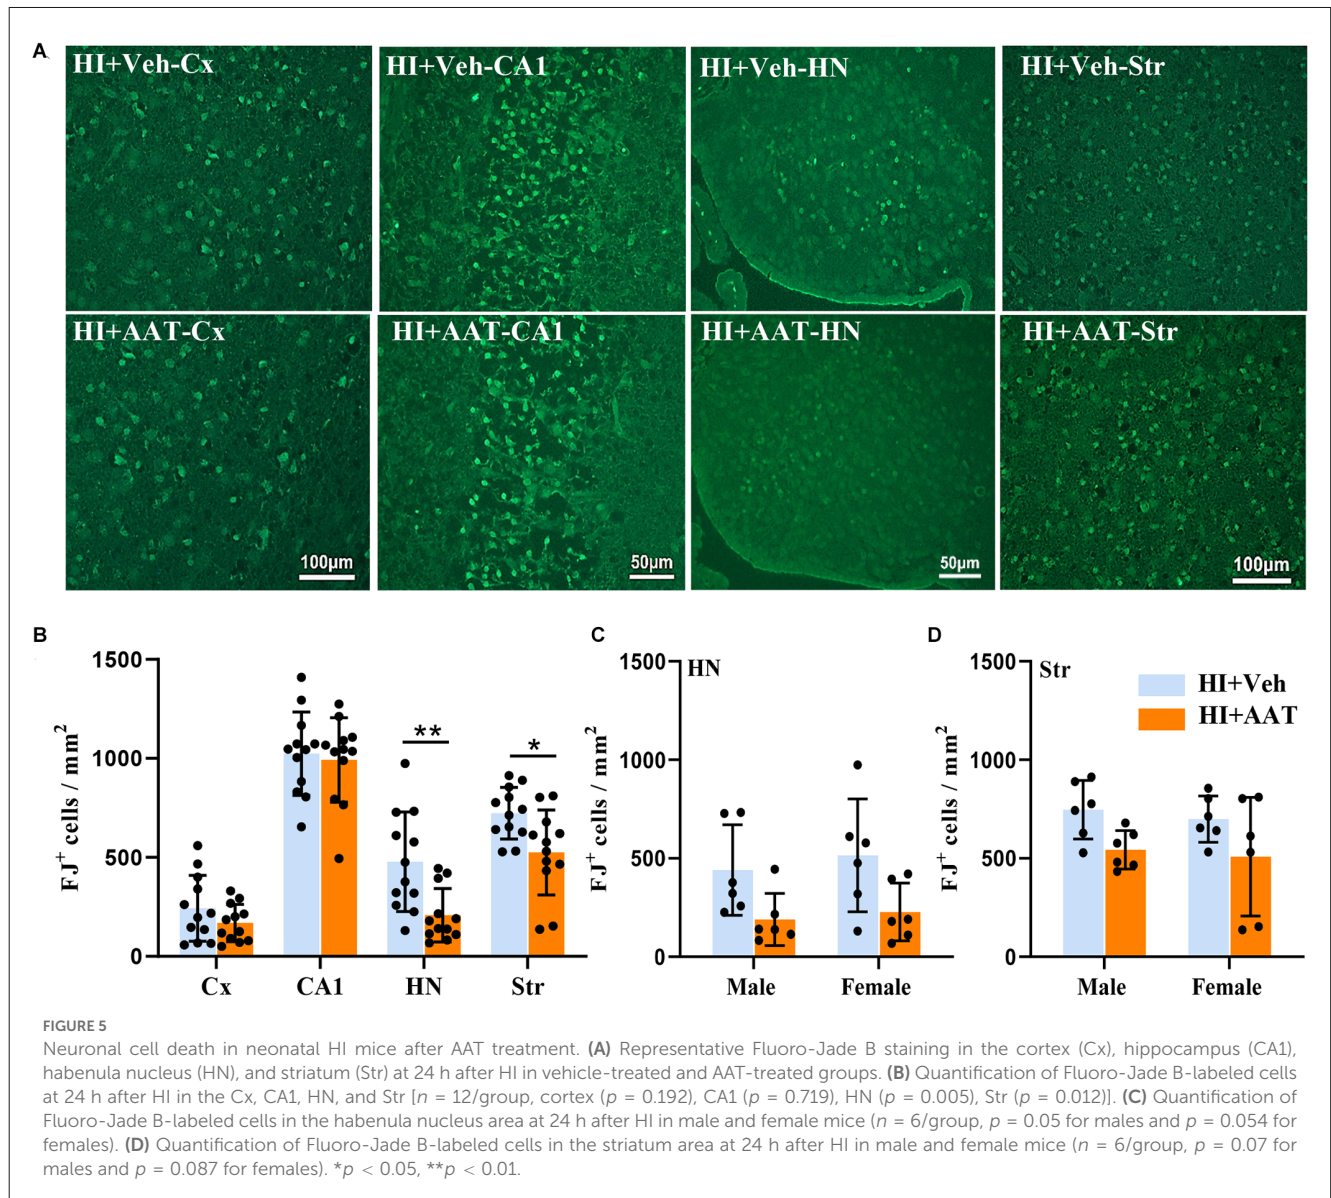 A
HI+Veh-Cx
HI+Veh-CA1
HI+Veh-HN
HI+Veh-Str
HI+AAT-Cx
HI+AAT-CA1
HI+AAT-HN
HI+AAT-Str
100µm
50µm
50µm
100µm
B
FJ⁺ cells / mm²
1500
1000
500
0
**
*
Cx
CA1
HN
Str
C
FJ⁺ cells / mm²
1500
1000
500
0
HN
Male
Female
D
FJ⁺ cells / mm²
1500
1000
500
0
Str
HI+Veh
HI+AAT
Male
Female
FIGURE 5
Neuronal cell death in neonatal HI mice after AAT treatment. (A) Representative Fluoro-Jade B staining in the cortex (Cx), hippocampus (CA1),
habenula nucleus (HN), and striatum (Str) at 24 h after HI in vehicle-treated and AAT-treated groups. (B) Quantification of Fluoro-Jade B-labeled cells
at 24 h after HI in the Cx, CA1, HN, and Str [n = 12/group, cortex (p = 0.192), CA1 (p = 0.719), HN (p = 0.005), Str (p = 0.012)]. (C) Quantification of
Fluoro-Jade B-labeled cells in the habenula nucleus area at 24 h after HI in male and female mice (n = 6/group, p = 0.05 for males and p = 0.054 for
females). (D) Quantification of Fluoro-Jade B-labeled cells in the striatum area at 24 h after HI in male and female mice (n = 6/group, p = 0.07 for
males and p = 0.087 for females). *p < 0.05, **p < 0.01.